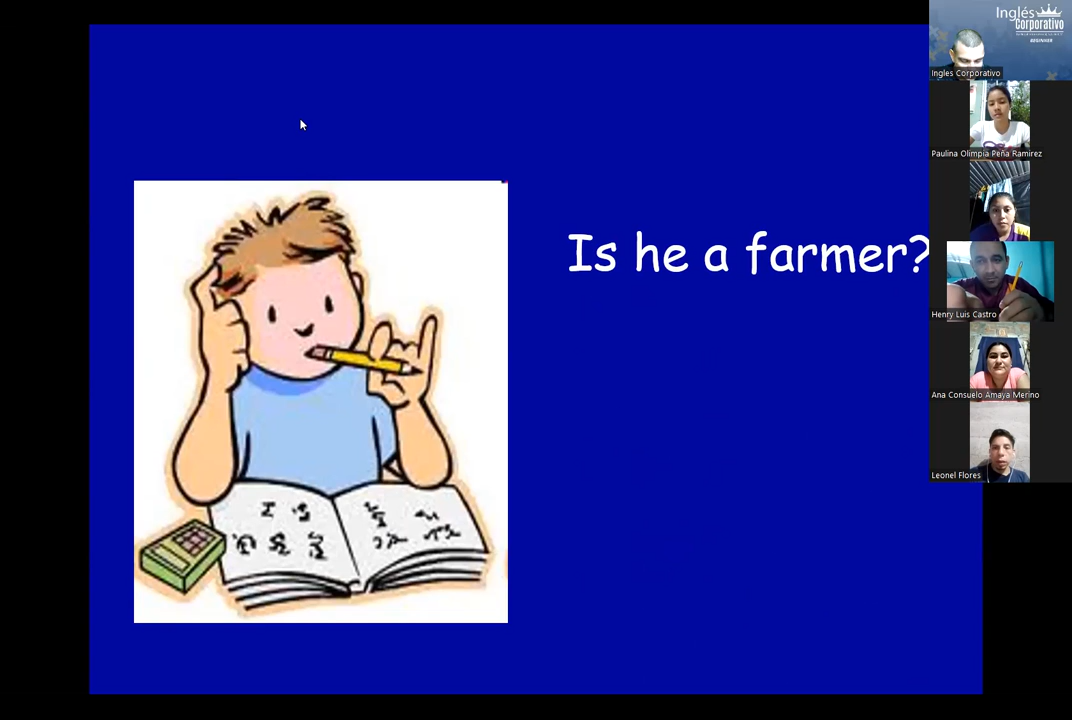 Is he a farmer?
Inglés
Corporativo
BEGINNER
Ingles Corporativo
Paulina Olimpia Peña Ramirez
Henry Luis Castro
Ana Consuelo Amaya Merino
Leonel Flores